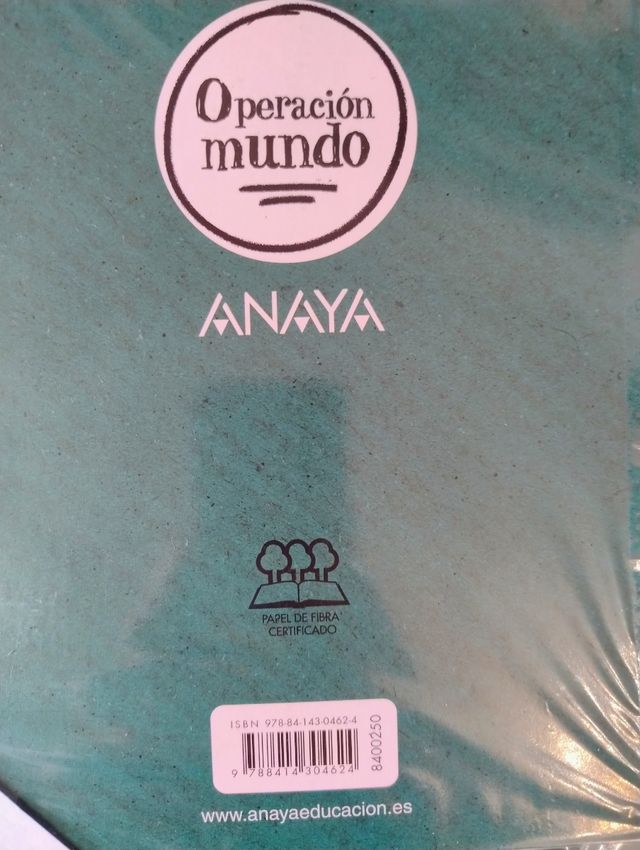 Operación
mundo
ANAYA
PAPEL DE FIBRA
CERTIFICADO
ISBN 978-84-143-0462-4
9 788414 304624
8400250
www.anayaeducacion.es